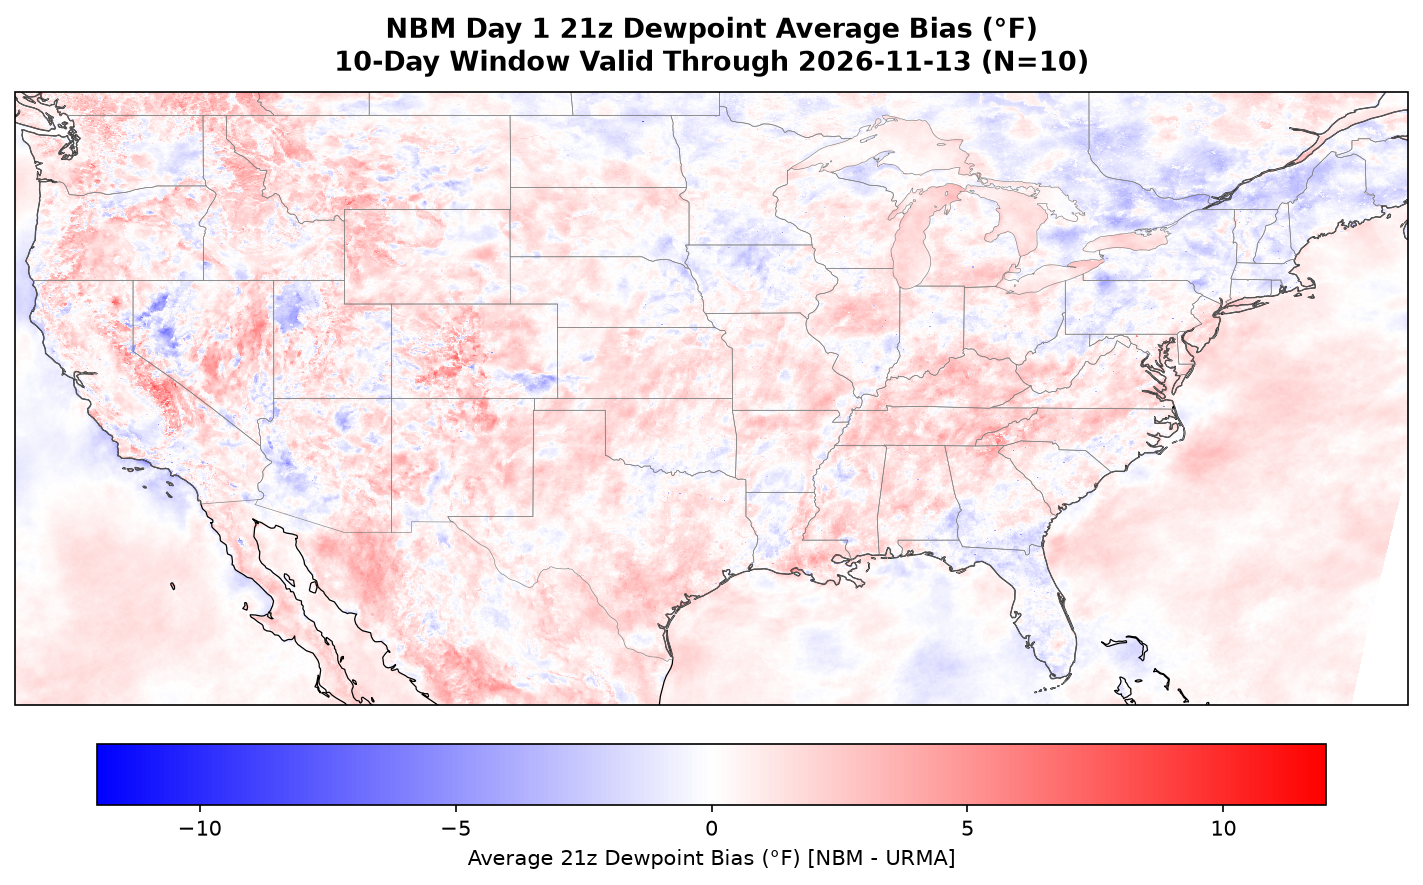 NBM Day 1 21z Dewpoint Average Bias (°F)
10-Day Window Valid Through 2026-11-13 (N=10)
−10 −5 0 5 10
Average 21z Dewpoint Bias (°F) [NBM - URMA]